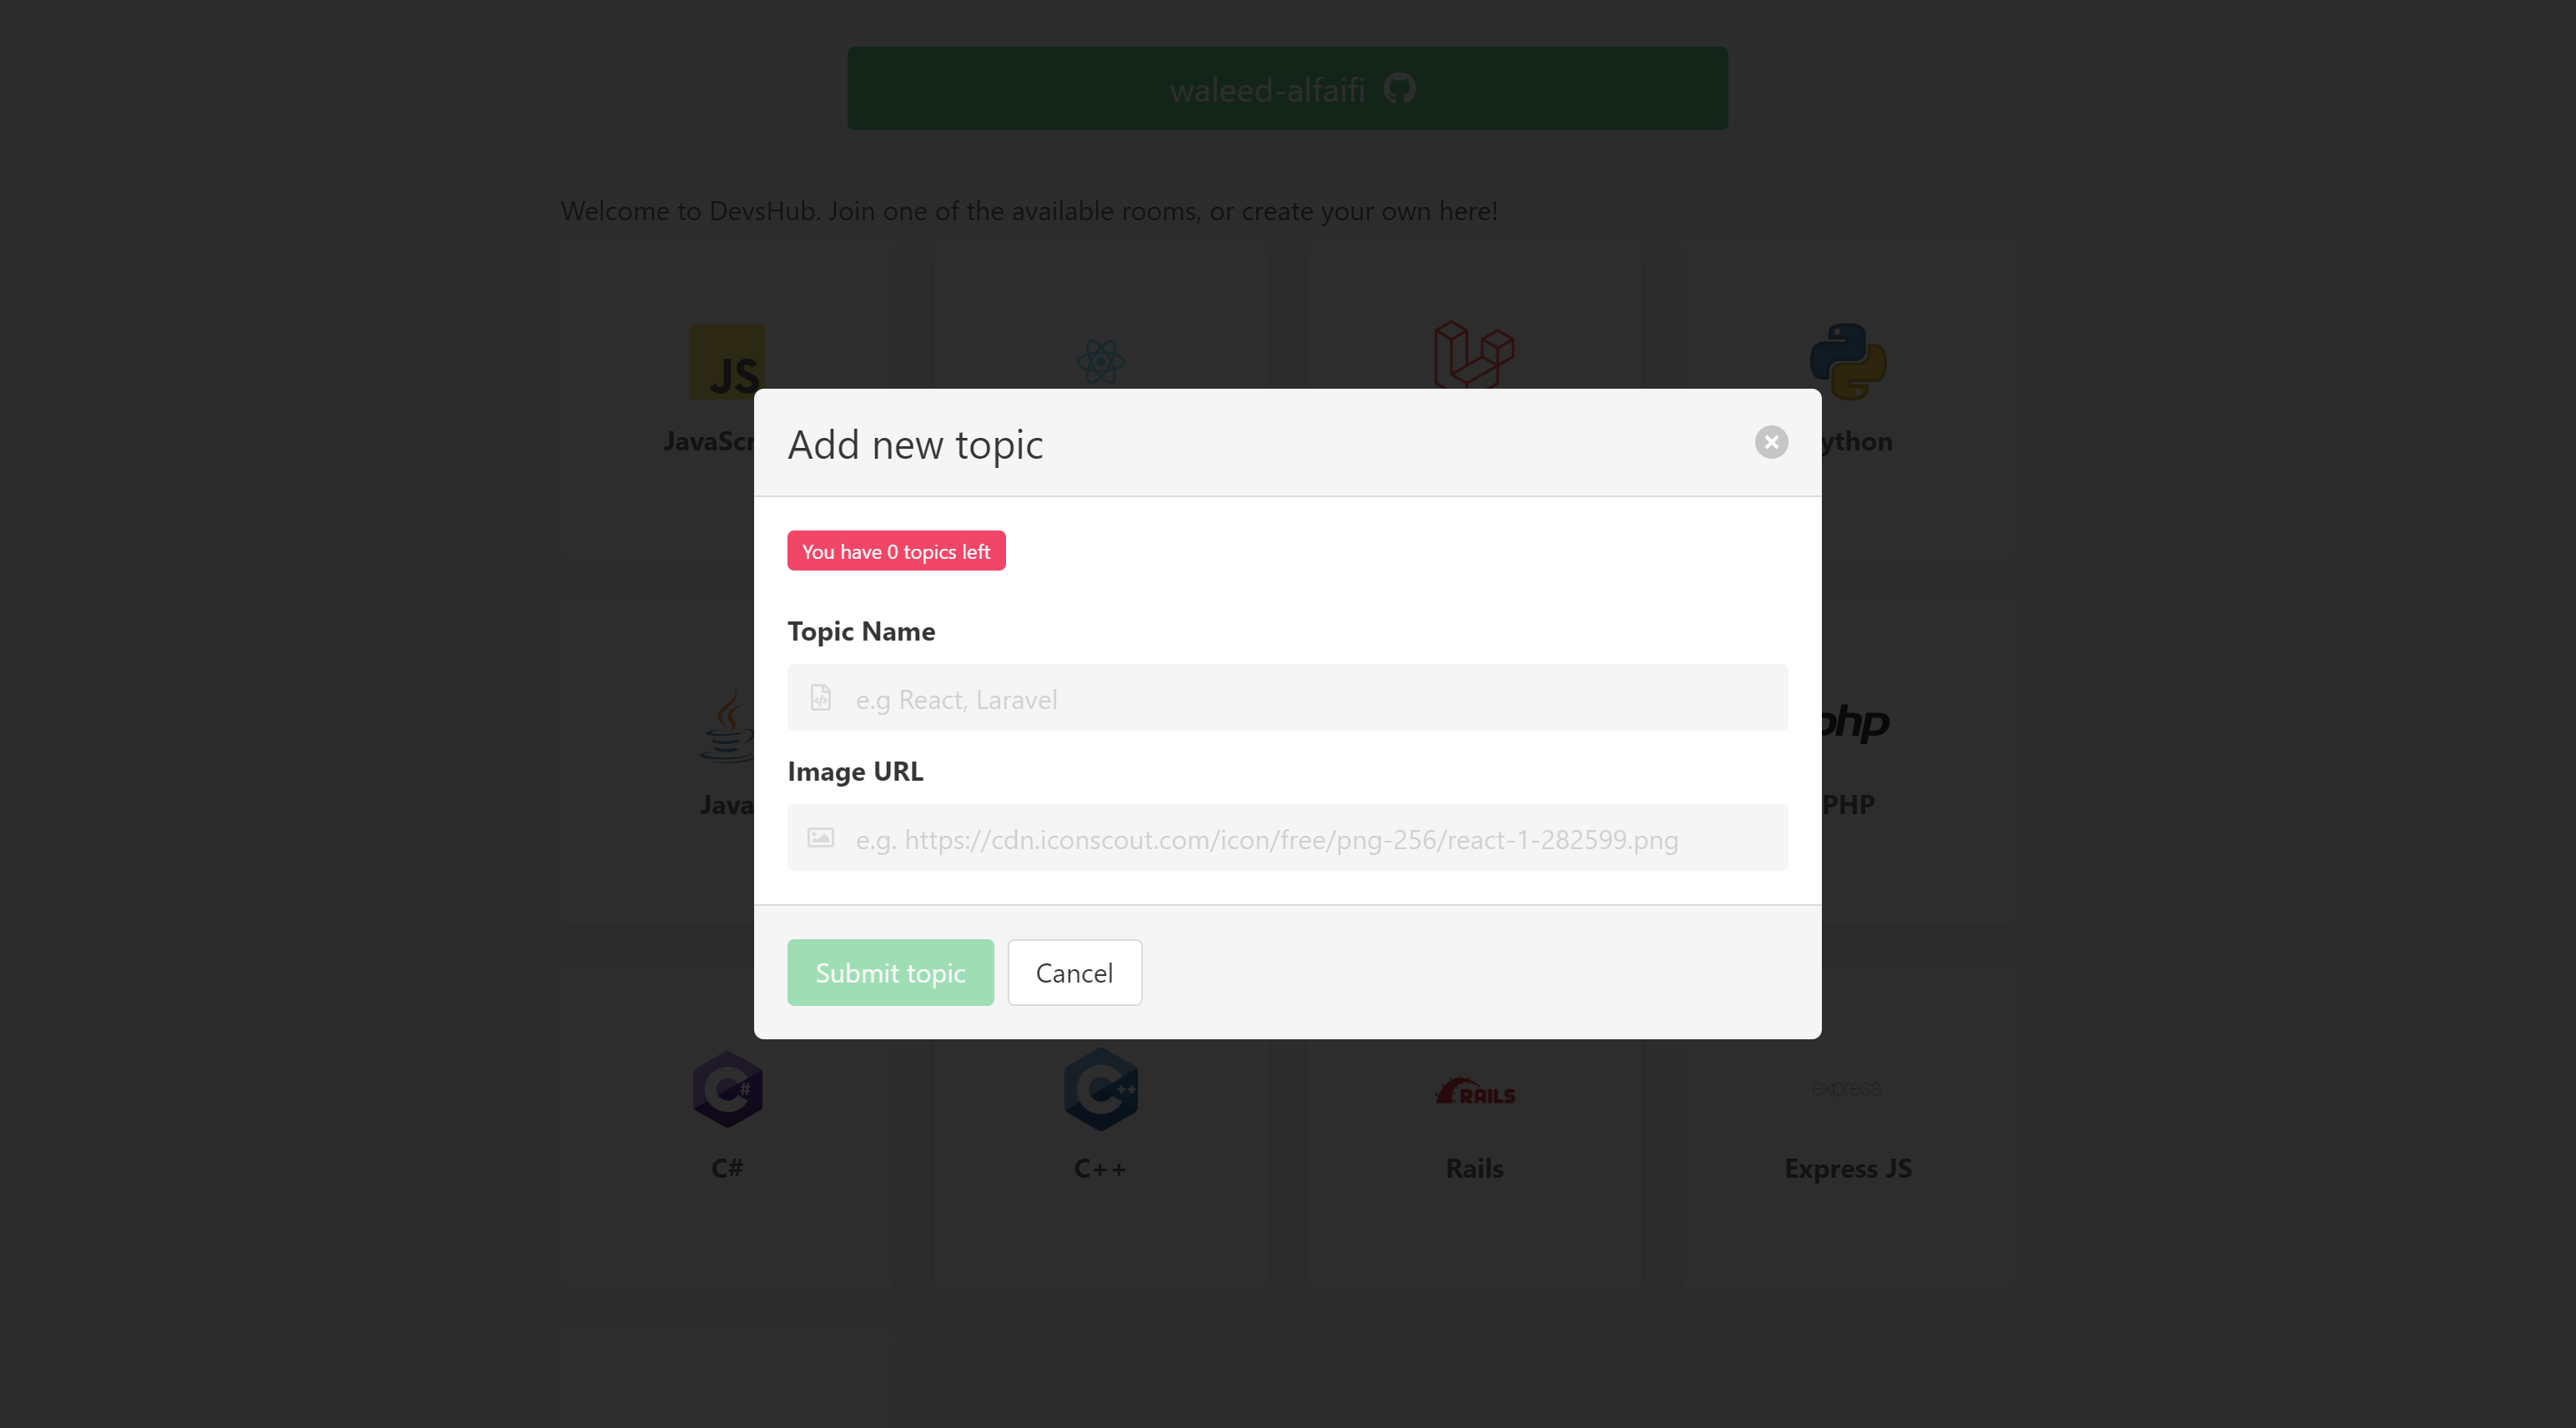 waleed-alfaifi
Welcome to DevsHub. Join one of the available rooms, or create your own here!
JS
JavaScr
ython
Add new topic
You have 0 topics left
Topic Name
e.g React, Laravel
Image URL
e.g. https://cdn.iconscout.com/icon/free/png-256/react-1-282599.png
Java
php
PHP
Submit topic
Cancel
C#
C++
RAILS
express
C#
C++
Rails
Express JS